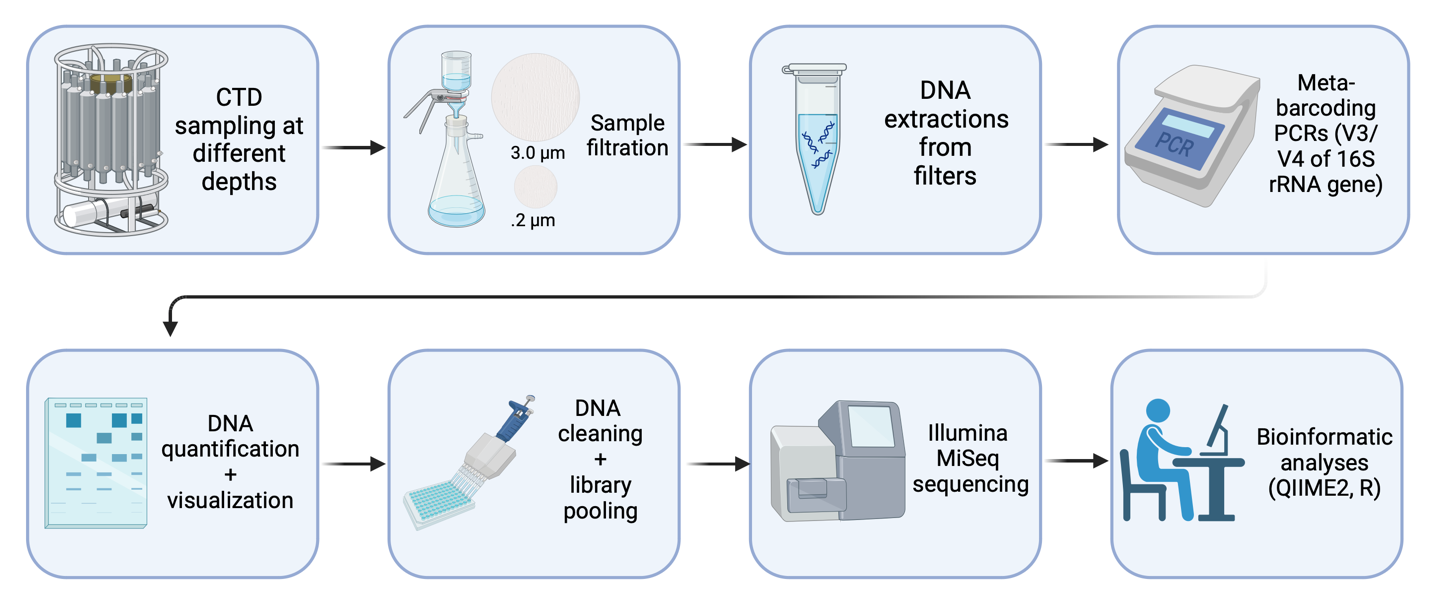 CTD
sampling at
different
depths
3.0 µm
.2 µm
Sample
filtration
DNA
extractions
from
filters
PCR
Meta-
barcoding
PCRs (V3/
V4 of 16S
rRNA gene)
DNA
quantification
+
visualization
DNA
cleaning
+
library
pooling
Illumina
MiSeq
sequencing
Bioinformatic
analyses
(QIIME2, R)